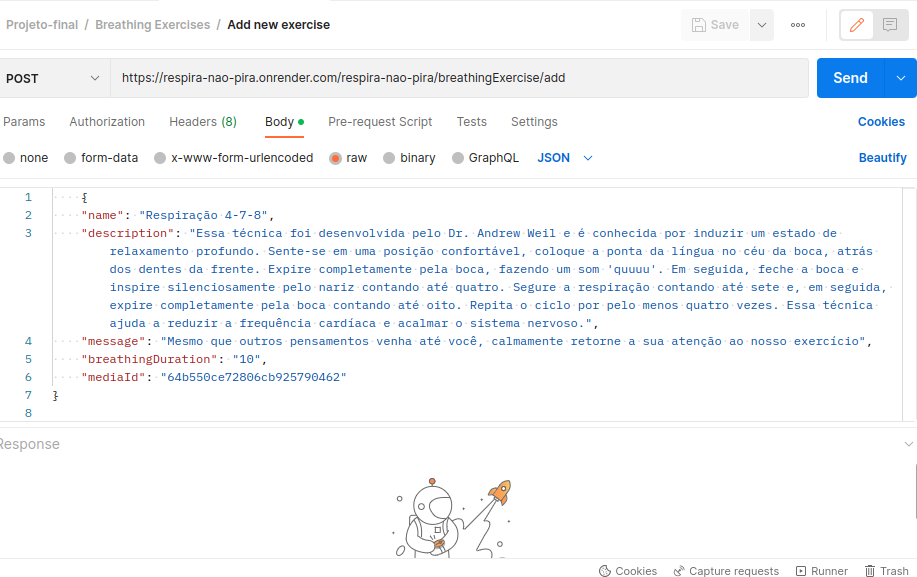 Projeto-final / Breathing Exercises / Add new exercise Save
POST https://respira-nao-pira.onrender.com/respira-nao-pira/breathingExercise/add Send
Params Authorization Headers (8) Body Pre-request Script Tests Settings Cookies
none form-data x-www-form-urlencoded raw binary GraphQL JSON Beautify
1 {
2 "name": "Respiração 4-7-8",
3 "description": "Essa técnica foi desenvolvida pelo Dr. Andrew Weil e é conhecida por induzir um estado de
relaxamento profundo. Sente-se em uma posição confortável, coloque a ponta da língua no céu da boca, atrás
dos dentes da frente. Expire completamente pela boca, fazendo um som 'quuuu'. Em seguida, feche a boca e
inspire silenciosamente pelo nariz contando até quatro. Segure a respiração contando até sete e, em seguida,
expire completamente pela boca contando até oito. Repita o ciclo por pelo menos quatro vezes. Essa técnica
ajuda a reduzir a frequência cardíaca e acalmar o sistema nervoso.",
4 "message": "Mesmo que outros pensamentos venha até você, calmamente retorne a sua atenção ao nosso exercício",
5 "breathingDuration": "10",
6 "mediaId": "64b550ce72806cb925790462"
7 }
8
Response
Cookies Capture requests Runner Trash